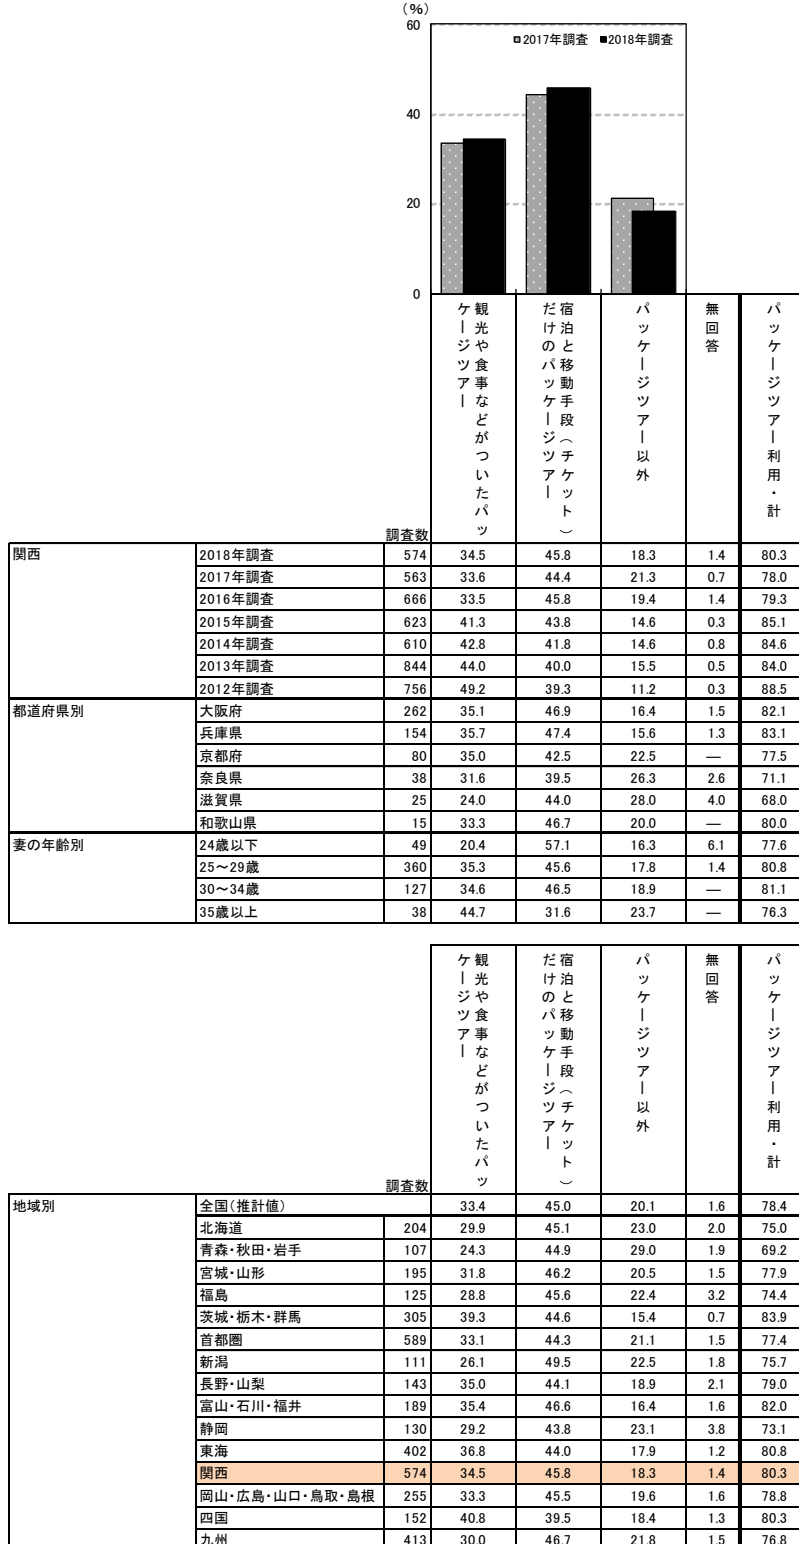 （%）
60
40
20
0
2017年調査 2018年調査
調査数 観光や食事などがついたパッケージツアー 宿泊と移動手段（チケット）だけのパッケージツアー パッケージツアー以外 無回答 パッケージツアー利用・計
関西 2018年調査 574 34.5 45.8 18.3 1.4 80.3
2017年調査 563 33.6 44.4 21.3 0.7 78.0
2016年調査 666 33.5 45.8 19.4 1.4 79.3
2015年調査 623 41.3 43.8 14.6 0.3 85.1
2014年調査 610 42.8 41.8 14.6 0.8 84.6
2013年調査 844 44.0 40.0 15.5 0.5 84.0
2012年調査 756 49.2 39.3 11.2 0.3 88.5
都道府県別 大阪府 262 35.1 46.9 16.4 1.5 82.1
兵庫県 154 35.7 47.4 15.6 1.3 83.1
京都府 80 35.0 42.5 22.5 ― 77.5
奈良県 38 31.6 39.5 26.3 2.6 71.1
滋賀県 25 24.0 44.0 28.0 4.0 68.0
和歌山県 15 33.3 46.7 20.0 ― 80.0
妻の年齢別 24歳以下 49 20.4 57.1 16.3 6.1 77.6
25～29歳 360 35.3 45.6 17.8 1.4 80.8
30～34歳 127 34.6 46.5 18.9 ― 81.1
35歳以上 38 44.7 31.6 23.7 ― 76.3
調査数 観光や食事などがついたパッケージツアー 宿泊と移動手段（チケット）だけのパッケージツアー パッケージツアー以外 無回答 パッケージツアー利用・計
地域別 全国（推計値） 33.4 45.0 20.1 1.6 78.4
北海道 204 29.9 45.1 23.0 2.0 75.0
青森・秋田・岩手 107 24.3 44.9 29.0 1.9 69.2
宮城・山形 195 31.8 46.2 20.5 1.5 77.9
福島 125 28.8 45.6 22.4 3.2 74.4
茨城・栃木・群馬 305 39.3 44.6 15.4 0.7 83.9
首都圏 589 33.1 44.3 21.1 1.5 77.4
新潟 111 26.1 49.5 22.5 1.8 75.7
長野・山梨 143 35.0 44.1 18.9 2.1 79.0
富山・石川・福井 189 35.4 46.6 16.4 1.6 82.0
静岡 130 29.2 43.8 23.1 3.8 73.1
東海 402 36.8 44.0 17.9 1.2 80.8
関西 574 34.5 45.8 18.3 1.4 80.3
岡山・広島・山口・鳥取・島根 255 33.3 45.5 19.6 1.6 78.8
四国 152 40.8 39.5 18.4 1.3 80.3
九州 413 30.0 46.7 21.8 1.5 76.8